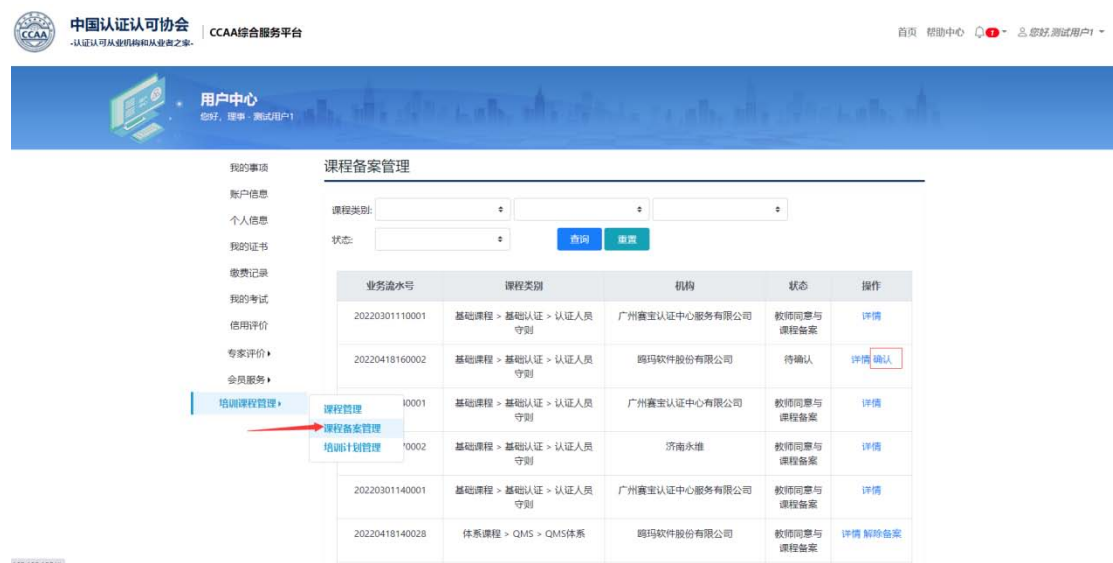 中国认证认可协会
-认证认可从业机构和从业者之家-
CCAA综合服务平台
首页 帮助中心 1 您好,测试用户1
CCAA
用户中心
您好，理事 - 测试用户1
我的事项
账户信息
个人信息
我的证书
缴费记录
我的考试
信用评价
专家评价
会员服务
培训课程管理
课程管理
课程备案管理
培训计划管理
课程备案管理
课程类别:
状态:
查询 重置
业务流水号 课程类别 机构 状态 操作
20220301110001 基础课程 > 基础认证 > 认证人员守则 广州赛宝认证中心服务有限公司 教师同意与课程备案 详情
20220418160002 基础课程 > 基础认证 > 认证人员守则 鸥玛软件股份有限公司 待确认 详情 确认
0001 基础课程 > 基础认证 > 认证人员守则 广州赛宝认证中心有限公司 教师同意与课程备案 详情
70002 基础课程 > 基础认证 > 认证人员守则 济南永维 教师同意与课程备案 详情
20220301140001 基础课程 > 基础认证 > 认证人员守则 广州赛宝认证中心服务有限公司 教师同意与课程备案 详情
20220418140028 体系课程 > QMS > QMS体系 鸥玛软件股份有限公司 教师同意与课程备案 详情 解除备案